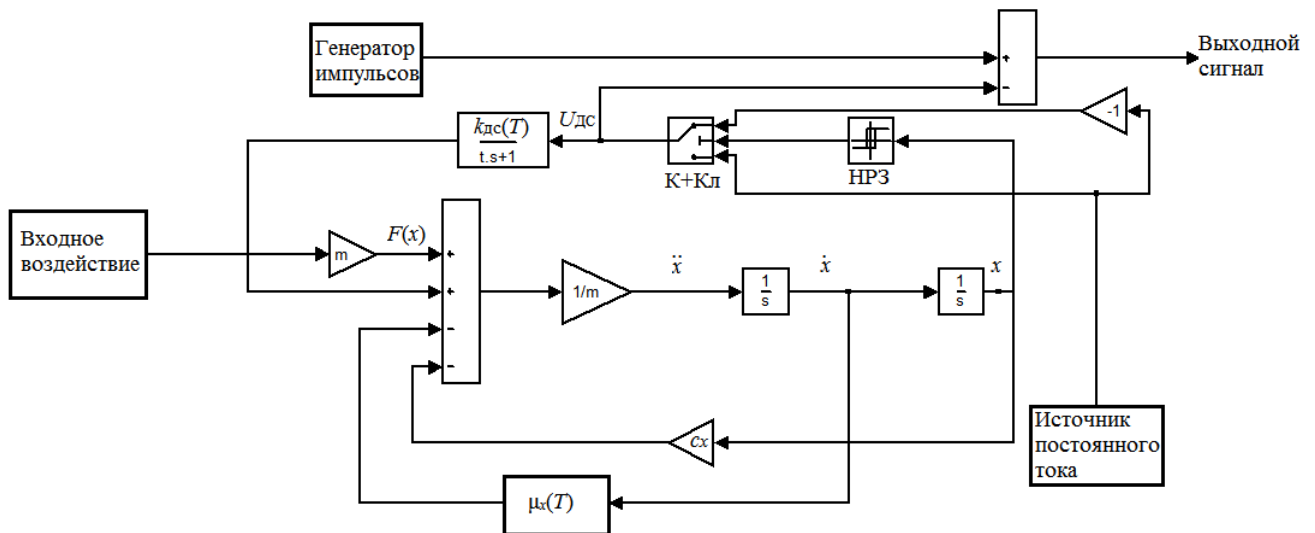 Генератор
импульсов
+
-
Выходной
сигнал
-1
kдс(T)
t.s+1
Uдс
К+Кл
НРЗ
Входное
воздействие
m
F(x)
+
+
-
-
1/m
ẍ
1
s
ẋ
1
s
x
cx
μx(T)
Источник
постоянного
тока